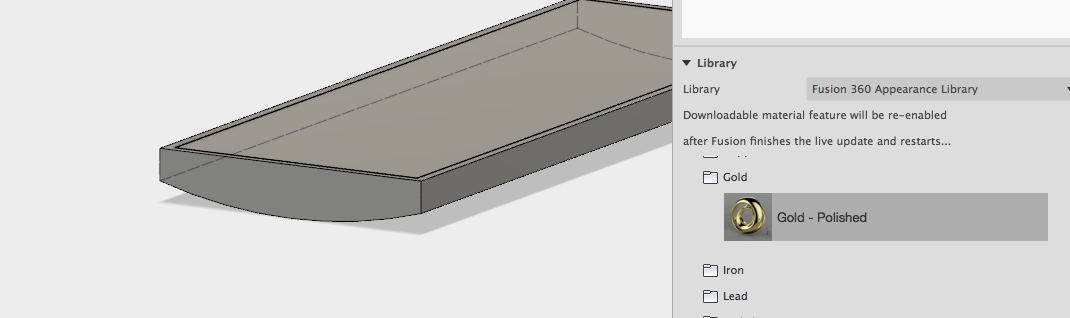 Library
Library Fusion 360 Appearance Library
Downloadable material feature will be re-enabled
after Fusion finishes the live update and restarts...
Gold
Gold - Polished
Iron
Lead